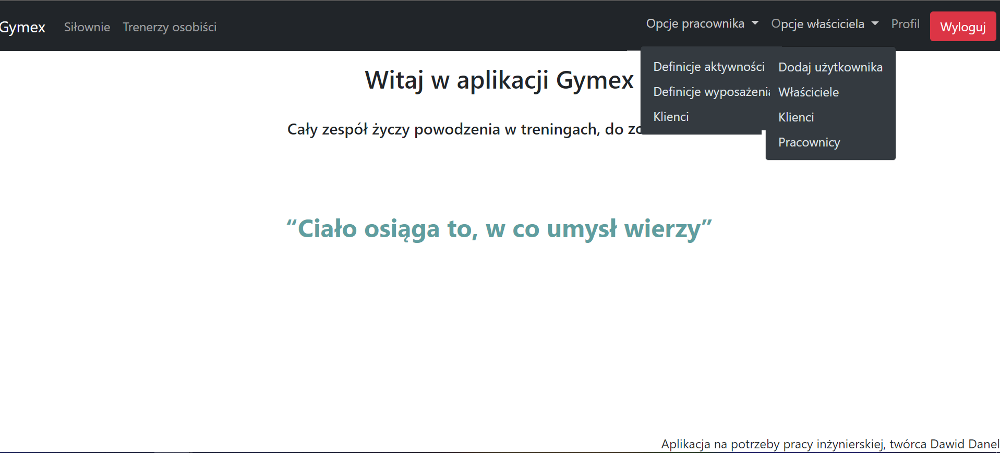 Gymex Siłownie Trenerzy osobiści Opcje pracownika Opcje właściciela Profil Wyloguj
Definicje aktywności
Definicje wyposażenia
Klienci
Dodaj użytkownika
Właściciele
Klienci
Pracownicy
Witaj w aplikacji Gymex
Cały zespół życzy powodzenia w treningach, do
“Ciało osiąga to, w co umysł wierzy”
Aplikacja na potrzeby pracy inżynierskiej, twórca Dawid Danel